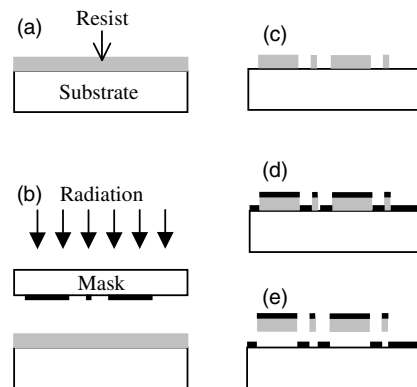 (a)
Resist
Substrate
(b)
Radiation
Mask
(c)
(d)
(e)